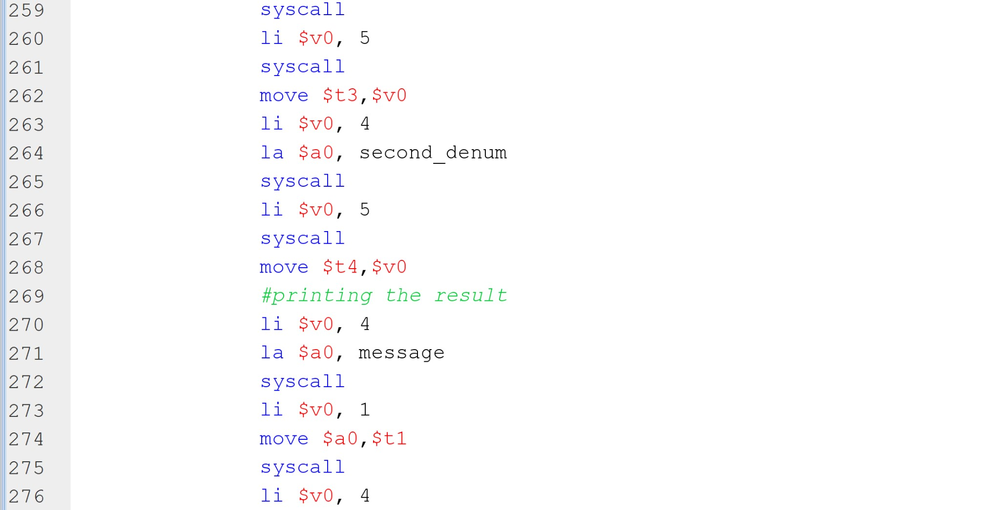 259 syscall
260 li $v0, 5
261 syscall
262 move $t3,$v0
263 li $v0, 4
264 la $a0, second_denum
265 syscall
266 li $v0, 5
267 syscall
268 move $t4,$v0
269 #printing the result
270 li $v0, 4
271 la $a0, message
272 syscall
273 li $v0, 1
274 move $a0,$t1
275 syscall
276 li $v0, 4